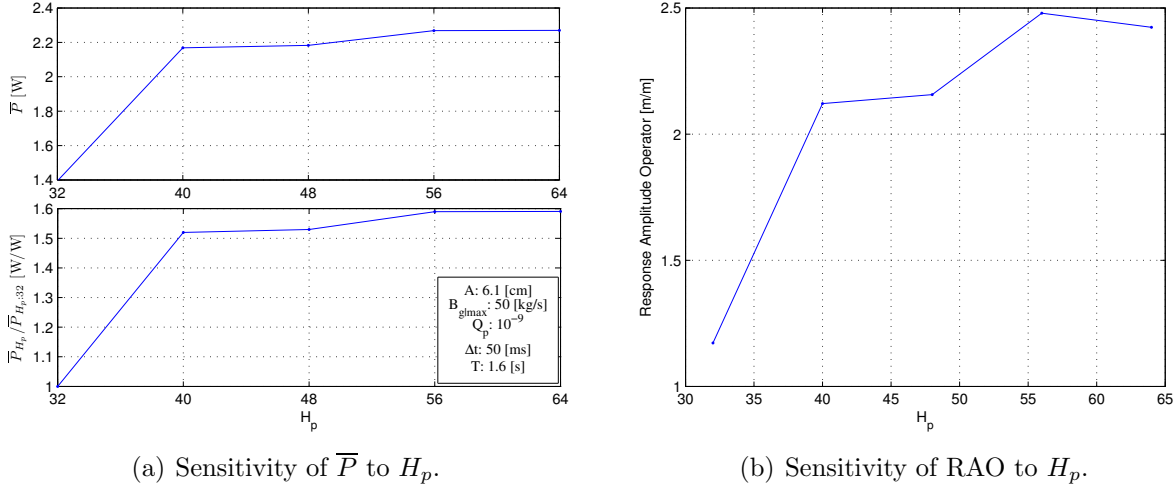 2.4
2.2
2
1.8
1.6
1.4
P̅ [W]
32 40 48 56 64
1.6
1.5
1.4
1.3
1.2
1.1
1
P̅_{H_p}/P̅_{H_p:32} [W/W]
A: 6.1 [cm]
B_{g|max}: 50 [kg/s]
Q_p: 10^{-9}
Δt: 50 [ms]
T: 1.6 [s]
32 40 48 56 64
H_p
(a) Sensitivity of P̅ to H_p.
2.5
2
1.5
1
Response Amplitude Operator [m/m]
30 35 40 45 50 55 60 65
H_p
(b) Sensitivity of RAO to H_p.